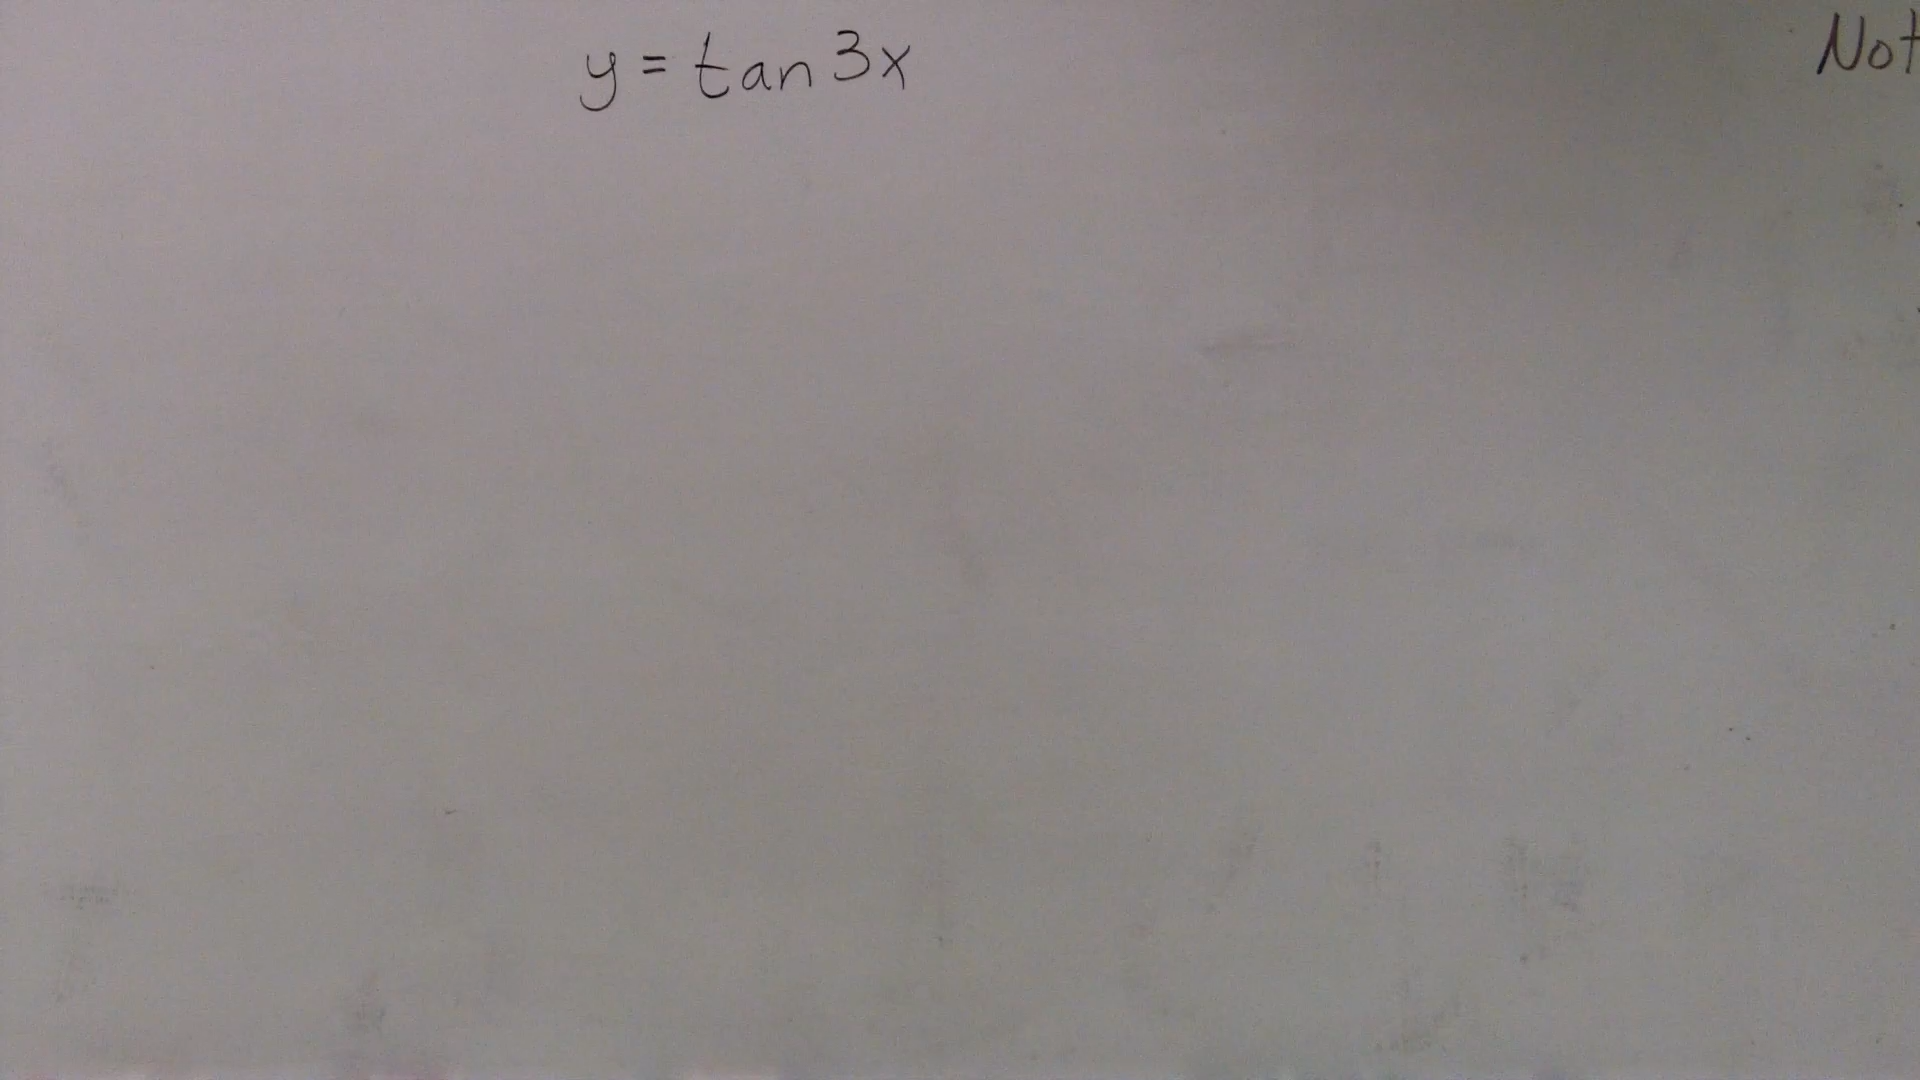 y = tan 3x
Not